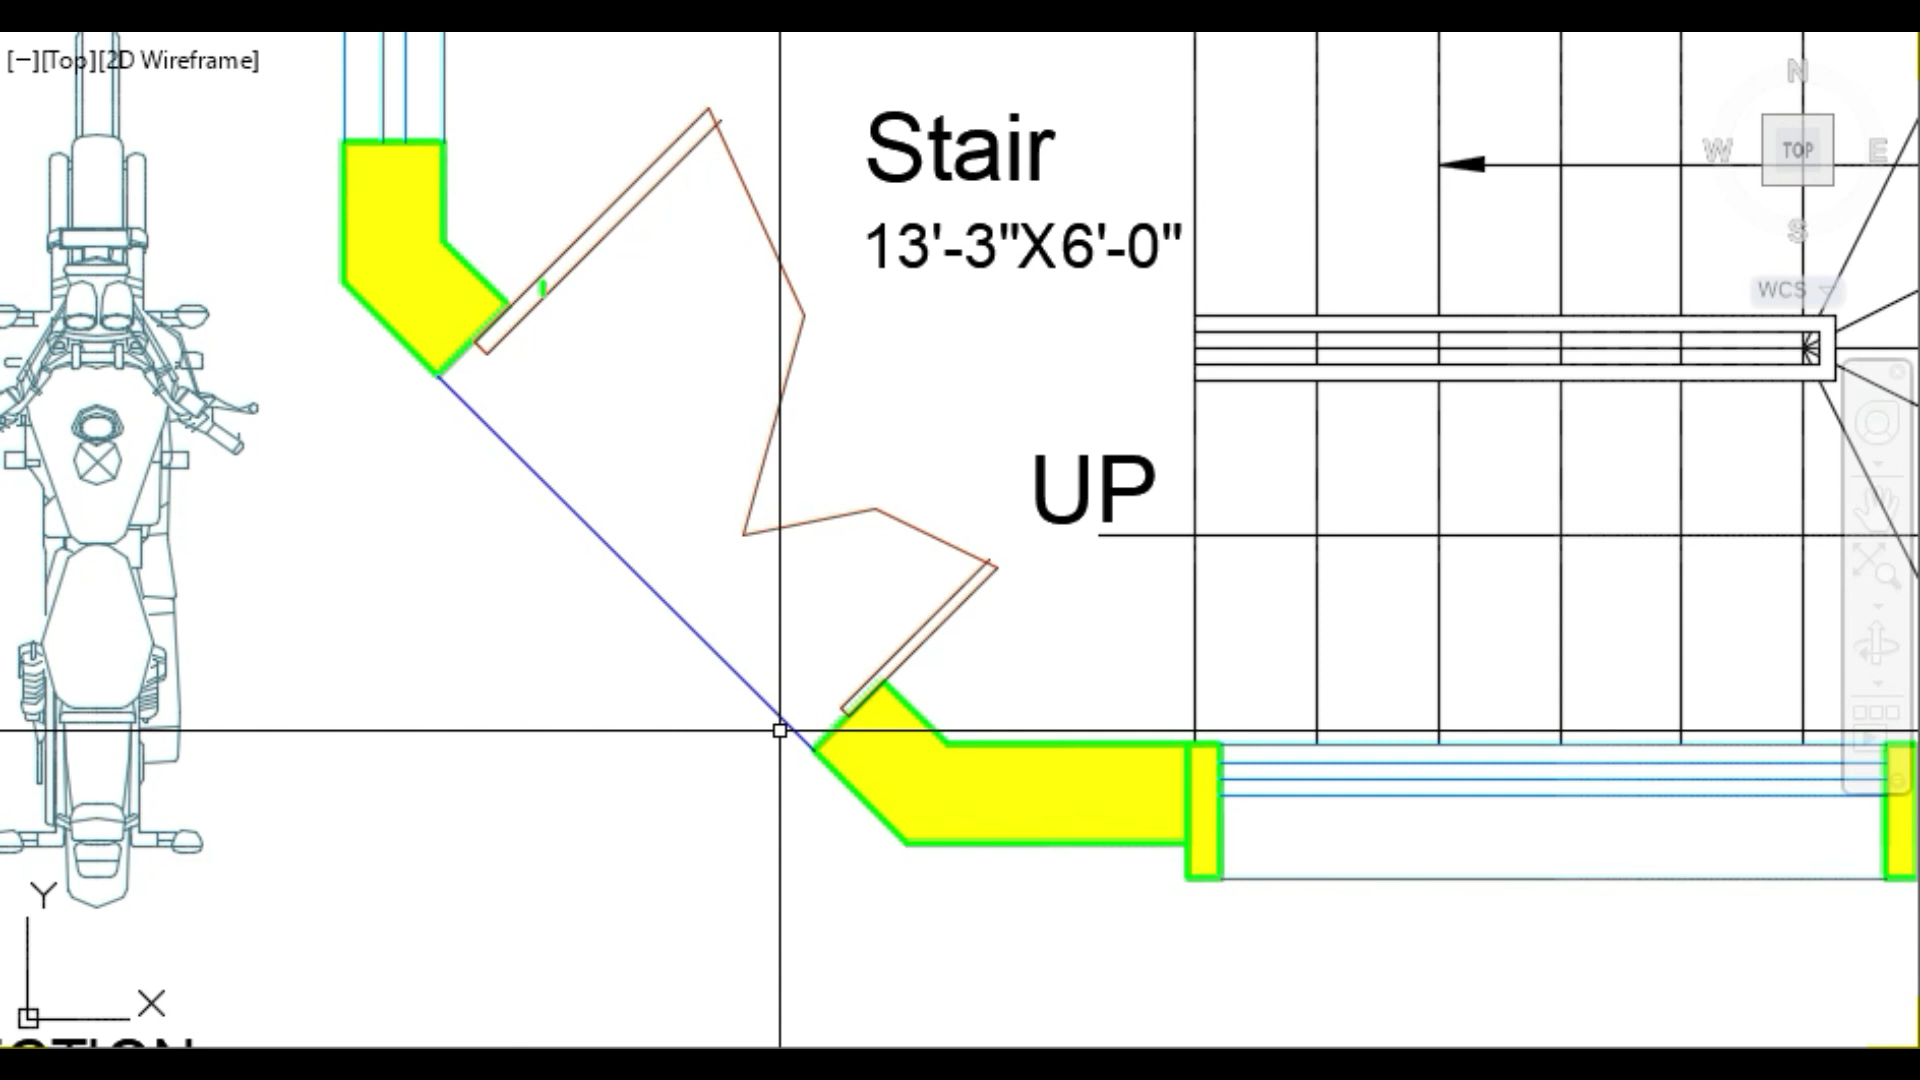 [−][Top][2D Wireframe]
N
W
TOP
E
S
WCS
Stair
13'-3"X6'-0"
UP
Y
X